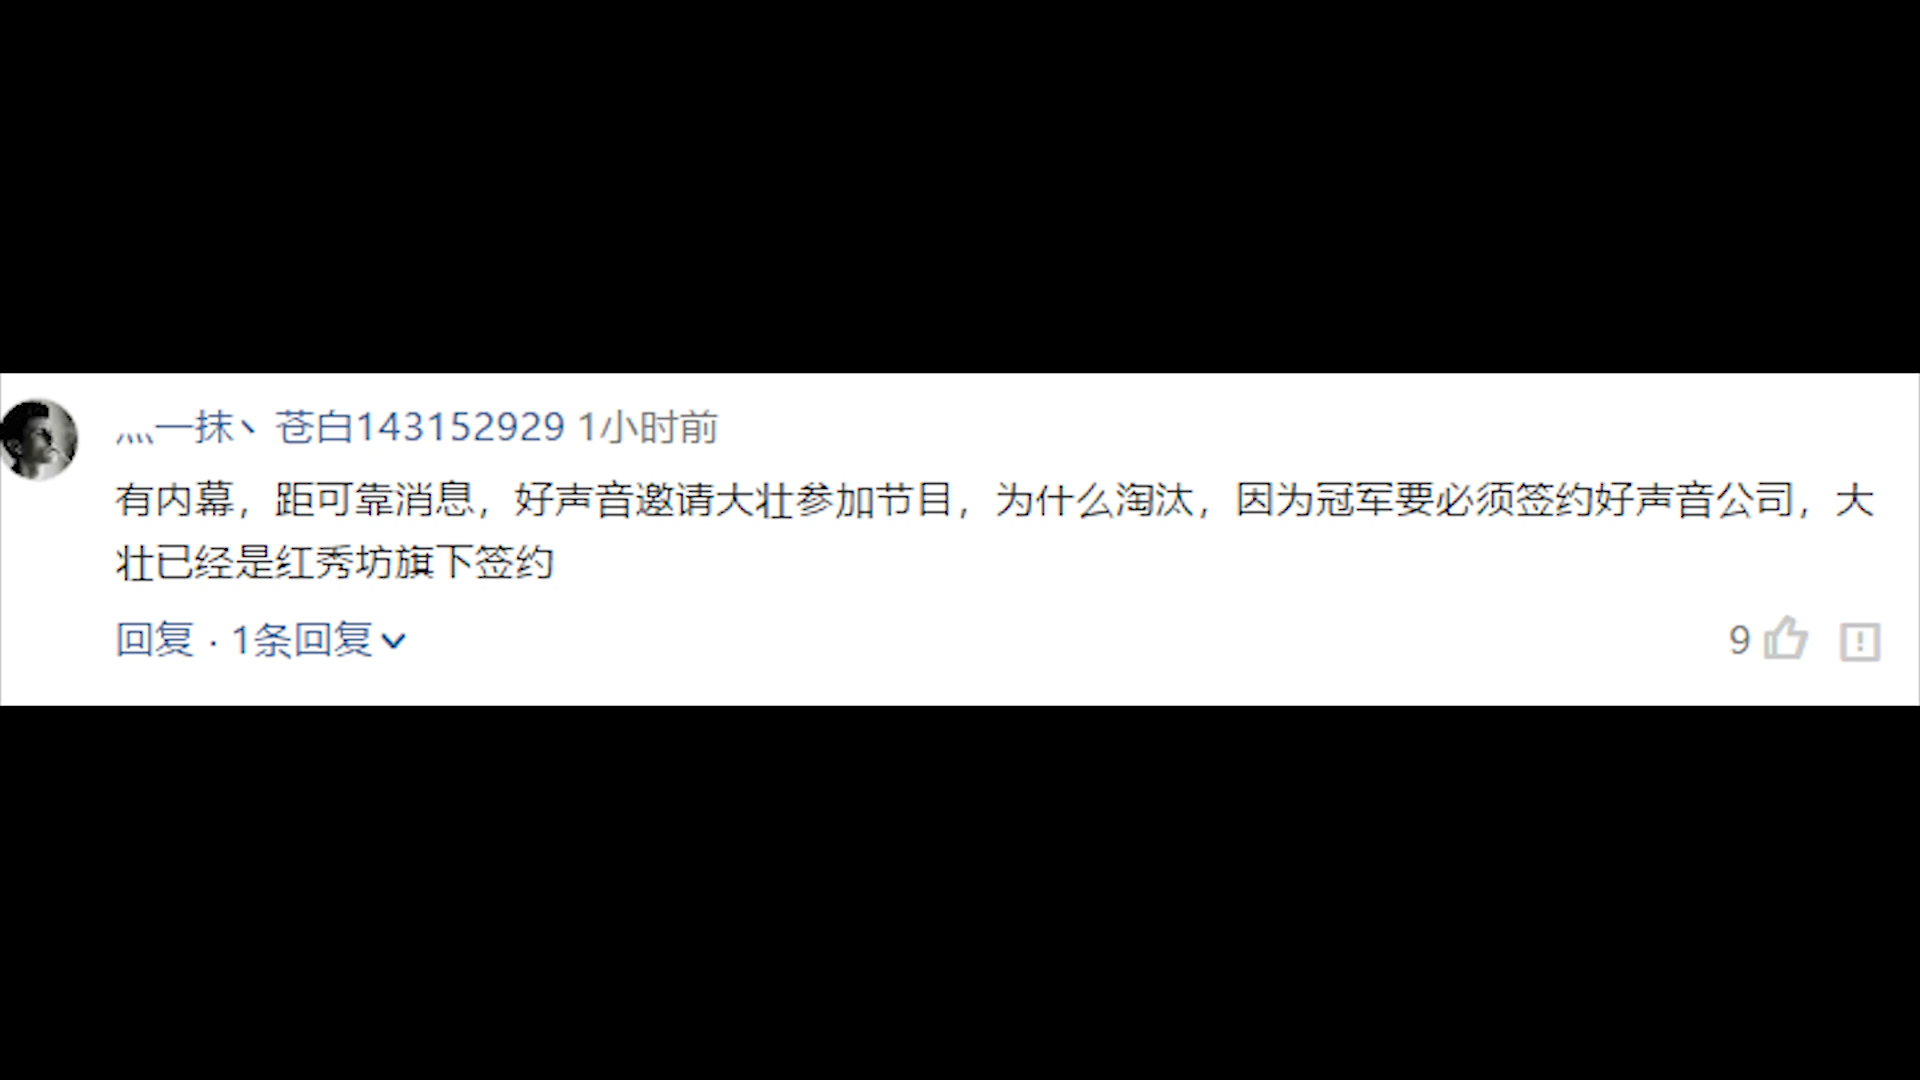 灬一抹丶苍白143152929 1小时前
有内幕，距可靠消息，好声音邀请大壮参加节目，为什么淘汰，因为冠军要必须签约好声音公司，大
壮已经是红秀坊旗下签约
回复 · 1条回复
9